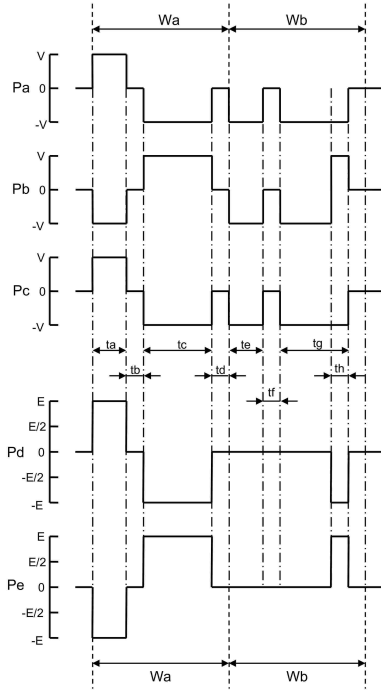 Wa Wb
V
Pa 0
-V
V
Pb 0
-V
V
Pc 0
-V
ta tc te tg
tb td tf th
E
E/2
Pd 0
-E/2
-E
E
E/2
Pe 0
-E/2
-E
Wa Wb